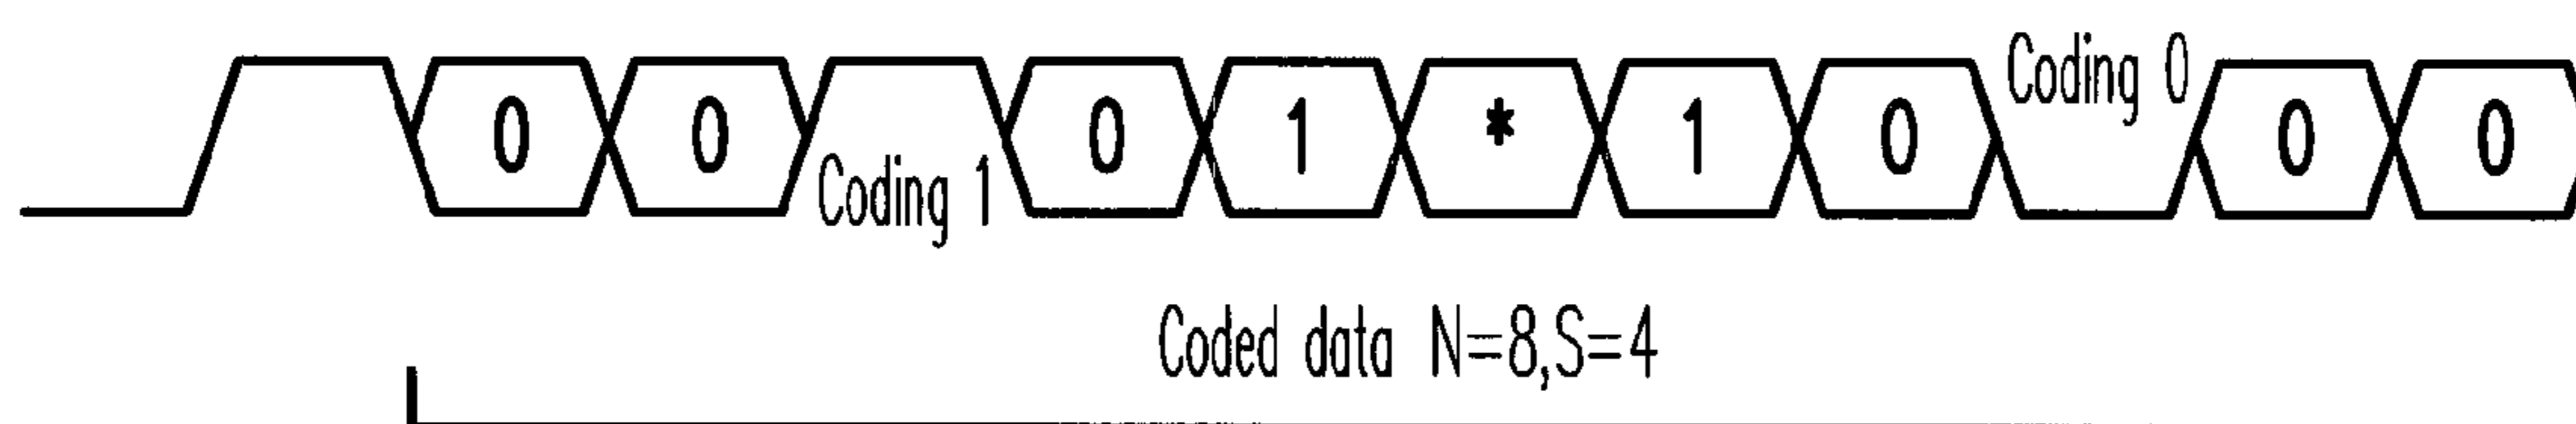 0 0 Coding 1 0 1 * 1 0 Coding 0 0 0
Coded data N=8,S=4